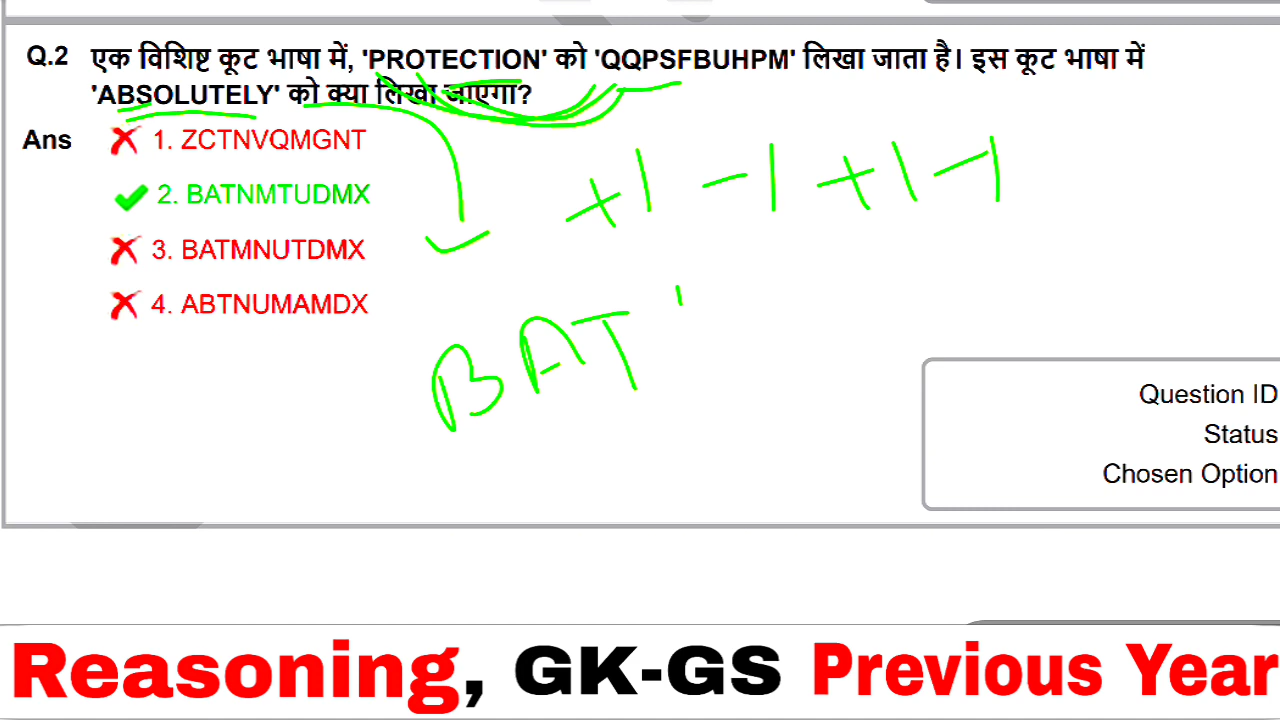 Q.2 एक विशिष्ट कूट भाषा में, 'PROTECTION' को 'QQPSFBUHPM' लिखा जाता है। इस कूट भाषा में
'ABSOLUTELY' को क्या लिखा जाएगा?
Ans 1. ZCTNVQMGNT
2. BATNMTUDMX
3. BATMNUTDMX
4. ABTNUMAMDX
+1 -1 +1 -1
BAT
Question ID
Status
Chosen Option
Reasoning, GK-GS Previous Year